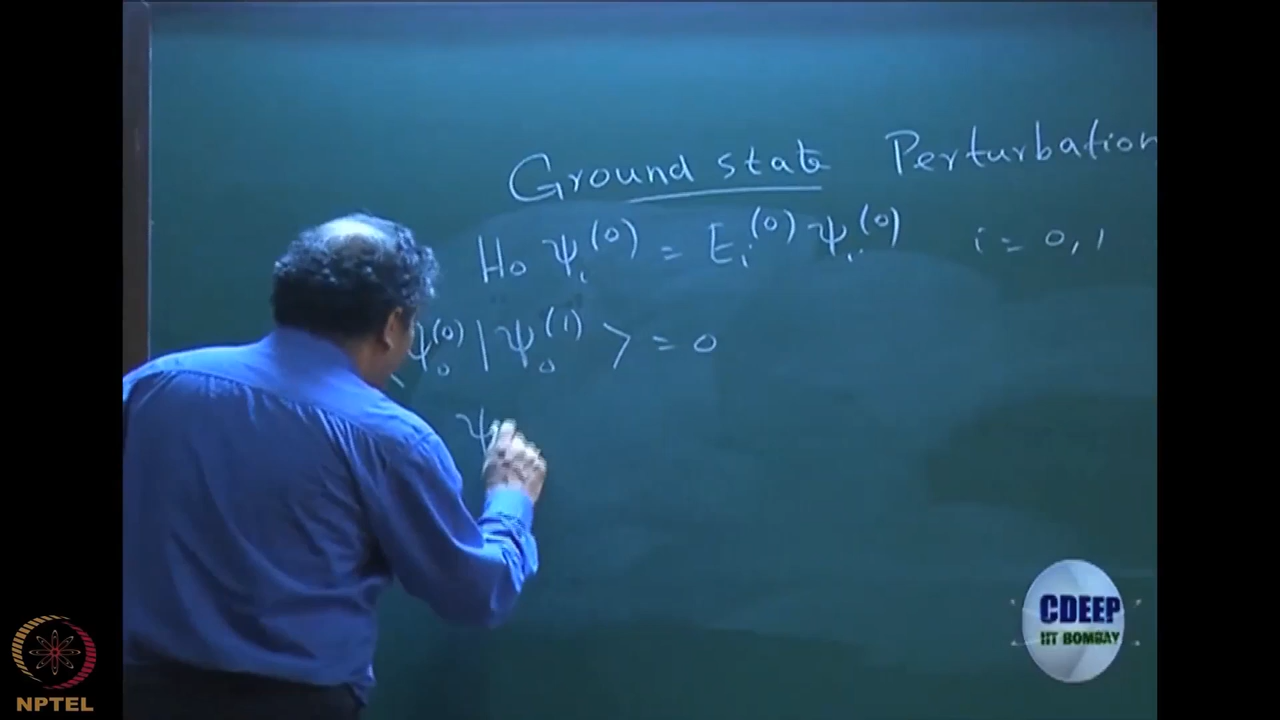 Ground state Perturbation
H₀ ψᵢ⁽⁰⁾ = Eᵢ⁽⁰⁾ ψᵢ⁽⁰⁾ i = 0, 1
ψ₀⁽⁰⁾ | ψ₀⁽¹⁾ > = 0
ψ
CDEEP
IIT BOMBAY
NPTEL